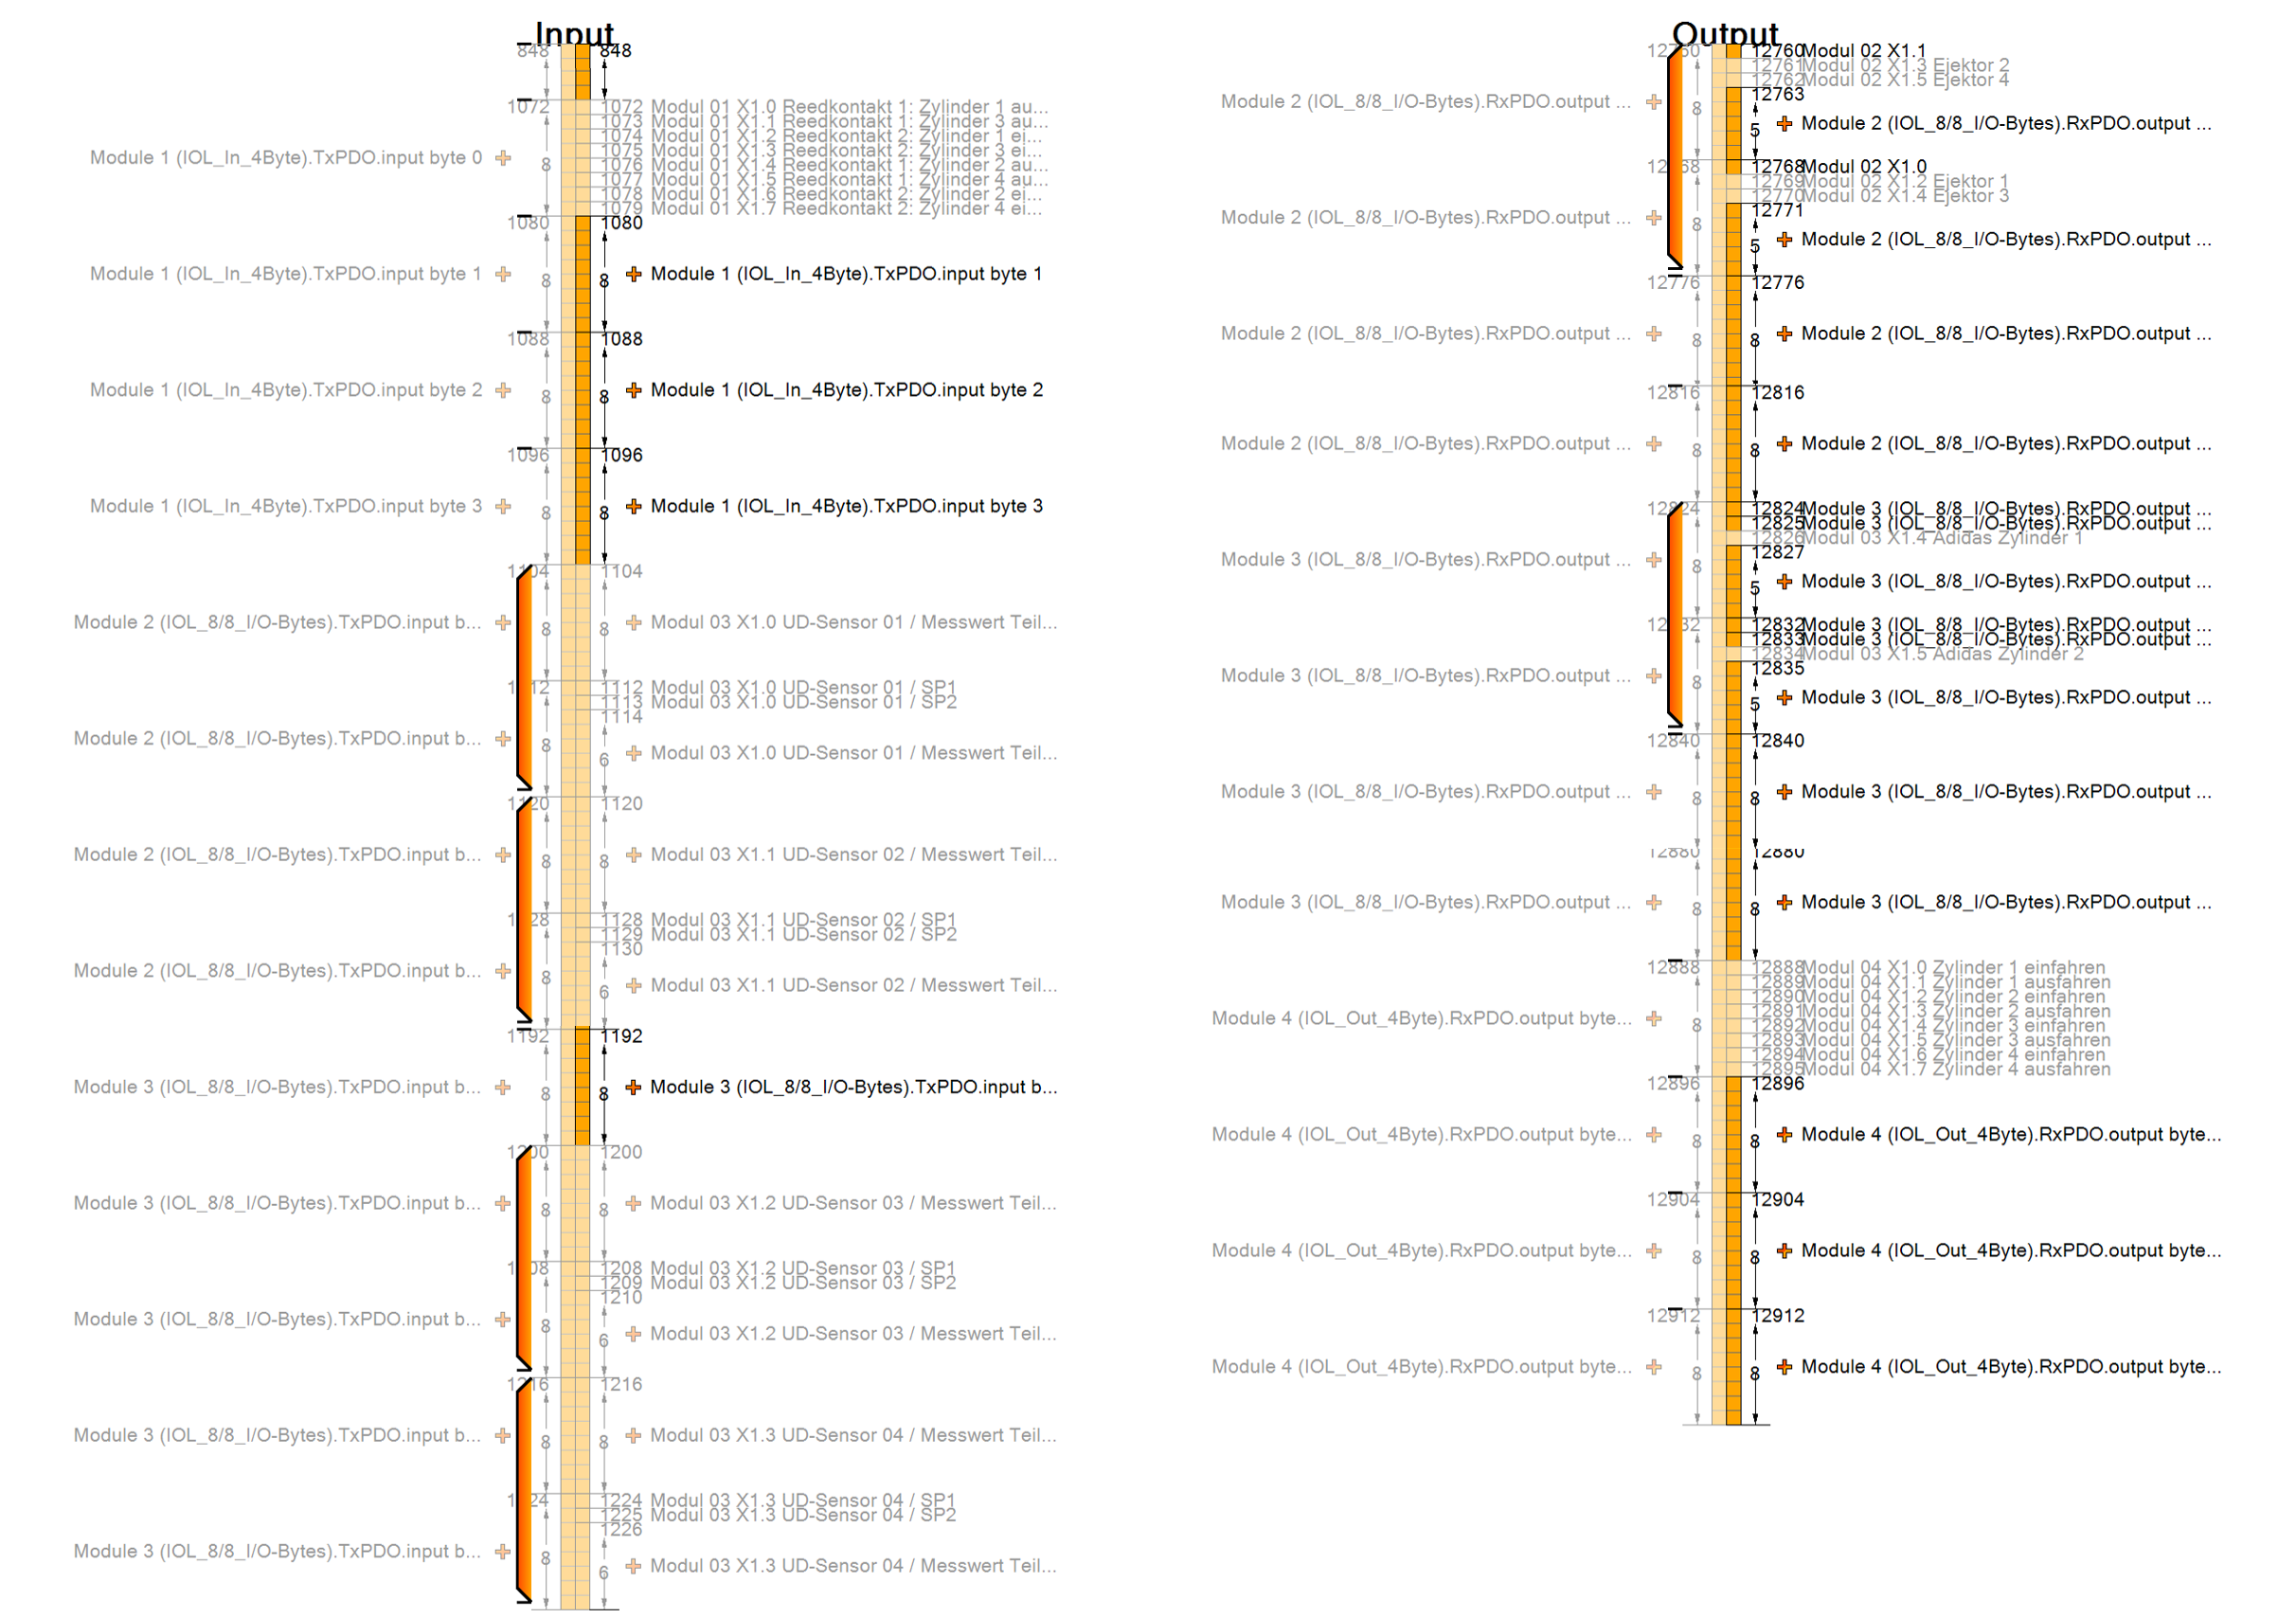 Input
848 848
1072 1072 Modul 01 X1.0 Reedkontakt 1: Zylinder 1 au...
1073 Modul 01 X1.1 Reedkontakt 1: Zylinder 3 au...
1074 Modul 01 X1.2 Reedkontakt 2: Zylinder 1 ei...
1075 Modul 01 X1.3 Reedkontakt 2: Zylinder 3 ei...
Module 1 (IOL_In_4Byte).TxPDO.input byte 0 8 1076 Modul 01 X1.4 Reedkontakt 1: Zylinder 2 au...
1077 Modul 01 X1.5 Reedkontakt 1: Zylinder 4 au...
1078 Modul 01 X1.6 Reedkontakt 2: Zylinder 2 ei...
1079 Modul 01 X1.7 Reedkontakt 2: Zylinder 4 ei...
1080 1080
Module 1 (IOL_In_4Byte).TxPDO.input byte 1 8 8 Module 1 (IOL_In_4Byte).TxPDO.input byte 1
1088 1088
Module 1 (IOL_In_4Byte).TxPDO.input byte 2 8 8 Module 1 (IOL_In_4Byte).TxPDO.input byte 2
1096 1096
Module 1 (IOL_In_4Byte).TxPDO.input byte 3 8 8 Module 1 (IOL_In_4Byte).TxPDO.input byte 3
1104 1104
Module 2 (IOL_8/8_I/O-Bytes).TxPDO.input b... 8 8 Modul 03 X1.0 UD-Sensor 01 / Messwert Teil...
1112 1112 Modul 03 X1.0 UD-Sensor 01 / SP1
1113 Modul 03 X1.0 UD-Sensor 01 / SP2
1114
Module 2 (IOL_8/8_I/O-Bytes).TxPDO.input b... 8 6 Modul 03 X1.0 UD-Sensor 01 / Messwert Teil...
1120 1120
Module 2 (IOL_8/8_I/O-Bytes).TxPDO.input b... 8 8 Modul 03 X1.1 UD-Sensor 02 / Messwert Teil...
1128 1128 Modul 03 X1.1 UD-Sensor 02 / SP1
1129 Modul 03 X1.1 UD-Sensor 02 / SP2
1130
Module 2 (IOL_8/8_I/O-Bytes).TxPDO.input b... 8 6 Modul 03 X1.1 UD-Sensor 02 / Messwert Teil...
1192 1192
Module 3 (IOL_8/8_I/O-Bytes).TxPDO.input b... 8 8 Module 3 (IOL_8/8_I/O-Bytes).TxPDO.input b...
1200 1200
Module 3 (IOL_8/8_I/O-Bytes).TxPDO.input b... 8 8 Modul 03 X1.2 UD-Sensor 03 / Messwert Teil...
1208 1208 Modul 03 X1.2 UD-Sensor 03 / SP1
1209 Modul 03 X1.2 UD-Sensor 03 / SP2
1210
Module 3 (IOL_8/8_I/O-Bytes).TxPDO.input b... 8 6 Modul 03 X1.2 UD-Sensor 03 / Messwert Teil...
1216 1216
Module 3 (IOL_8/8_I/O-Bytes).TxPDO.input b... 8 8 Modul 03 X1.3 UD-Sensor 04 / Messwert Teil...
1224 1224 Modul 03 X1.3 UD-Sensor 04 / SP1
1225 Modul 03 X1.3 UD-Sensor 04 / SP2
1226
Module 3 (IOL_8/8_I/O-Bytes).TxPDO.input b... 8 6 Modul 03 X1.3 UD-Sensor 04 / Messwert Teil...
Output
12760 12760 Modul 02 X1.1
12761 Modul 02 X1.3 Ejektor 2
12762 Modul 02 X1.5 Ejektor 4
12763
Module 2 (IOL_8/8_I/O-Bytes).RxPDO.output ... 8 5 Module 2 (IOL_8/8_I/O-Bytes).RxPDO.output ...
12768 12768 Modul 02 X1.0
12769 Modul 02 X1.2 Ejektor 1
12770 Modul 02 X1.4 Ejektor 3
12771
Module 2 (IOL_8/8_I/O-Bytes).RxPDO.output ... 8 5 Module 2 (IOL_8/8_I/O-Bytes).RxPDO.output ...
12776 12776
Module 2 (IOL_8/8_I/O-Bytes).RxPDO.output ... 8 8 Module 2 (IOL_8/8_I/O-Bytes).RxPDO.output ...
12816 12816
Module 2 (IOL_8/8_I/O-Bytes).RxPDO.output ... 8 8 Module 2 (IOL_8/8_I/O-Bytes).RxPDO.output ...
12824 12824 Module 3 (IOL_8/8_I/O-Bytes).RxPDO.output ...
12825 Module 3 (IOL_8/8_I/O-Bytes).RxPDO.output ...
12826 Modul 03 X1.4 Adidas Zylinder 1
12827
Module 3 (IOL_8/8_I/O-Bytes).RxPDO.output ... 8 5 Module 3 (IOL_8/8_I/O-Bytes).RxPDO.output ...
12832 12832 Module 3 (IOL_8/8_I/O-Bytes).RxPDO.output ...
12833 Module 3 (IOL_8/8_I/O-Bytes).RxPDO.output ...
12834 Modul 03 X1.5 Adidas Zylinder 2
12835
Module 3 (IOL_8/8_I/O-Bytes).RxPDO.output ... 8 5 Module 3 (IOL_8/8_I/O-Bytes).RxPDO.output ...
12840 12840
Module 3 (IOL_8/8_I/O-Bytes).RxPDO.output ... 8 8 Module 3 (IOL_8/8_I/O-Bytes).RxPDO.output ...
12880 12880
Module 3 (IOL_8/8_I/O-Bytes).RxPDO.output ... 8 8 Module 3 (IOL_8/8_I/O-Bytes).RxPDO.output ...
12888 12888 Modul 04 X1.0 Zylinder 1 einfahren
12889 Modul 04 X1.1 Zylinder 1 ausfahren
12890 Modul 04 X1.2 Zylinder 2 einfahren
12891 Modul 04 X1.3 Zylinder 2 ausfahren
Module 4 (IOL_Out_4Byte).RxPDO.output byte... 8 12892 Modul 04 X1.4 Zylinder 3 einfahren
12893 Modul 04 X1.5 Zylinder 3 ausfahren
12894 Modul 04 X1.6 Zylinder 4 einfahren
12895 Modul 04 X1.7 Zylinder 4 ausfahren
12896 12896
Module 4 (IOL_Out_4Byte).RxPDO.output byte... 8 8 Module 4 (IOL_Out_4Byte).RxPDO.output byte...
12904 12904
Module 4 (IOL_Out_4Byte).RxPDO.output byte... 8 8 Module 4 (IOL_Out_4Byte).RxPDO.output byte...
12912 12912
Module 4 (IOL_Out_4Byte).RxPDO.output byte... 8 8 Module 4 (IOL_Out_4Byte).RxPDO.output byte...